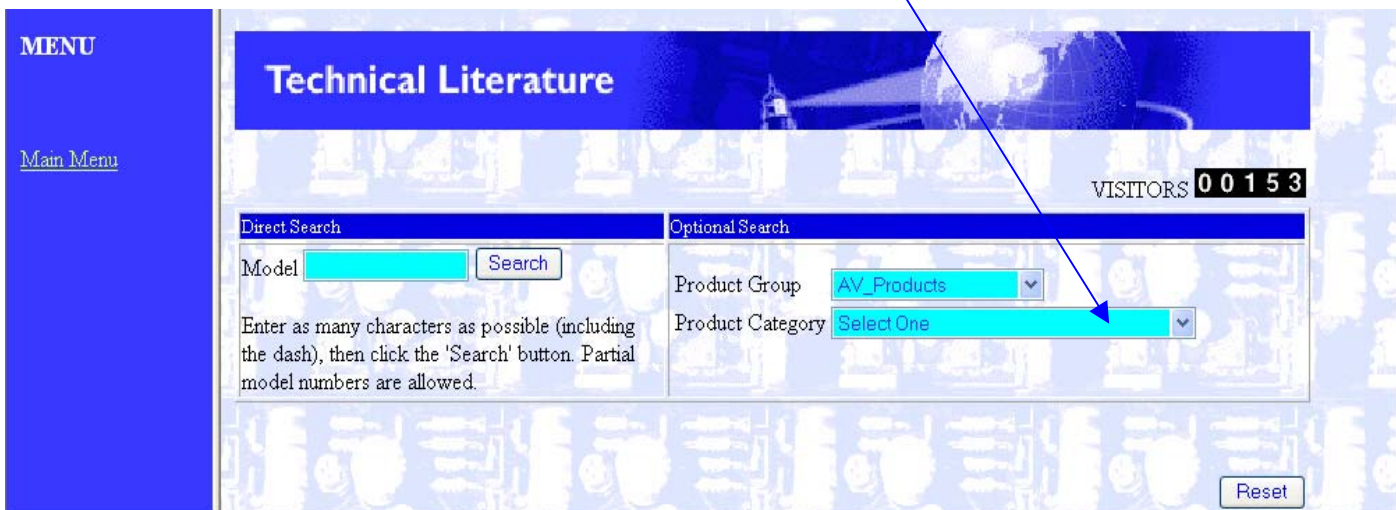 MENU
Main Menu
Technical Literature
VISITORS 00153
Direct Search
Model Search
Enter as many characters as possible (including
the dash), then click the 'Search' button. Partial
model numbers are allowed.
Optional Search
Product Group AV_Products
Product Category Select One
Reset